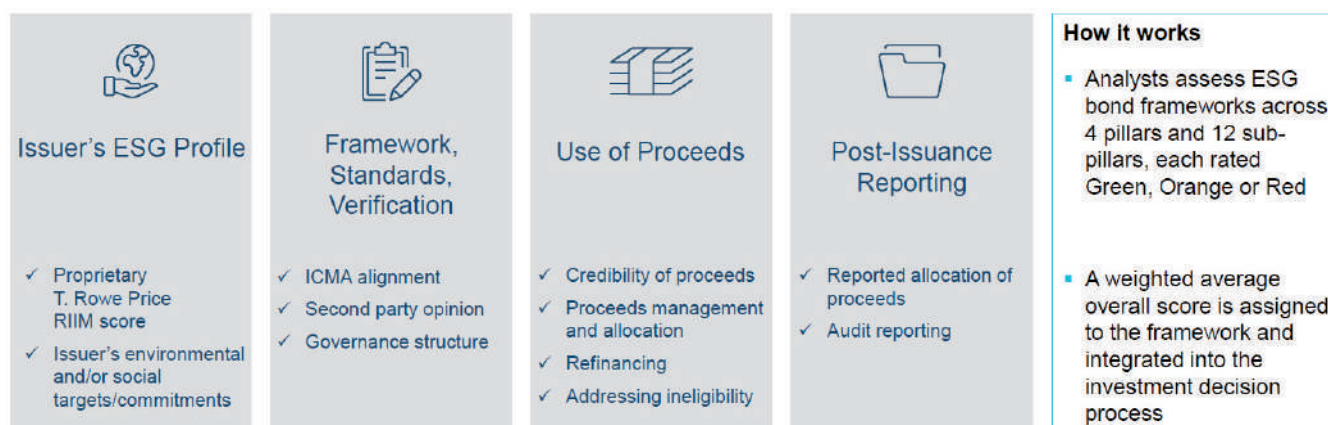 Issuer's ESG Profile
✓ Proprietary
T. Rowe Price
RIIM score
✓ Issuer's environmental
and/or social
targets/commitments
Framework,
Standards,
Verification
✓ ICMA alignment
✓ Second party opinion
✓ Governance structure
Use of Proceeds
✓ Credibility of proceeds
✓ Proceeds management
and allocation
✓ Refinancing
✓ Addressing ineligibility
Post-Issuance
Reporting
✓ Reported allocation of
proceeds
✓ Audit reporting
How it works
▪ Analysts assess ESG
bond frameworks across
4 pillars and 12 sub-
pillars, each rated
Green, Orange or Red
▪ A weighted average
overall score is assigned
to the framework and
integrated into the
investment decision
process